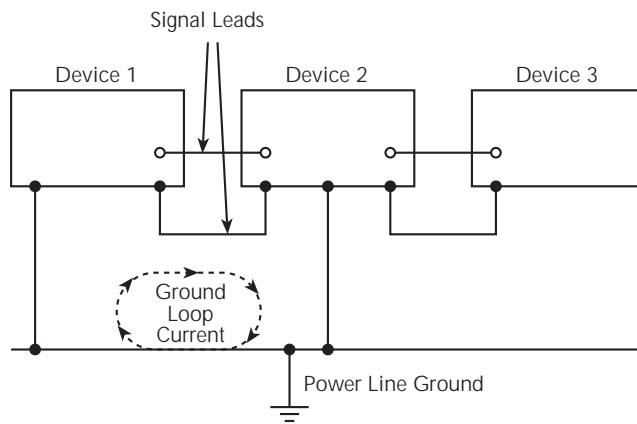 Signal Leads
Device 1
Device 2
Device 3
Ground
Loop
Current
Power Line Ground